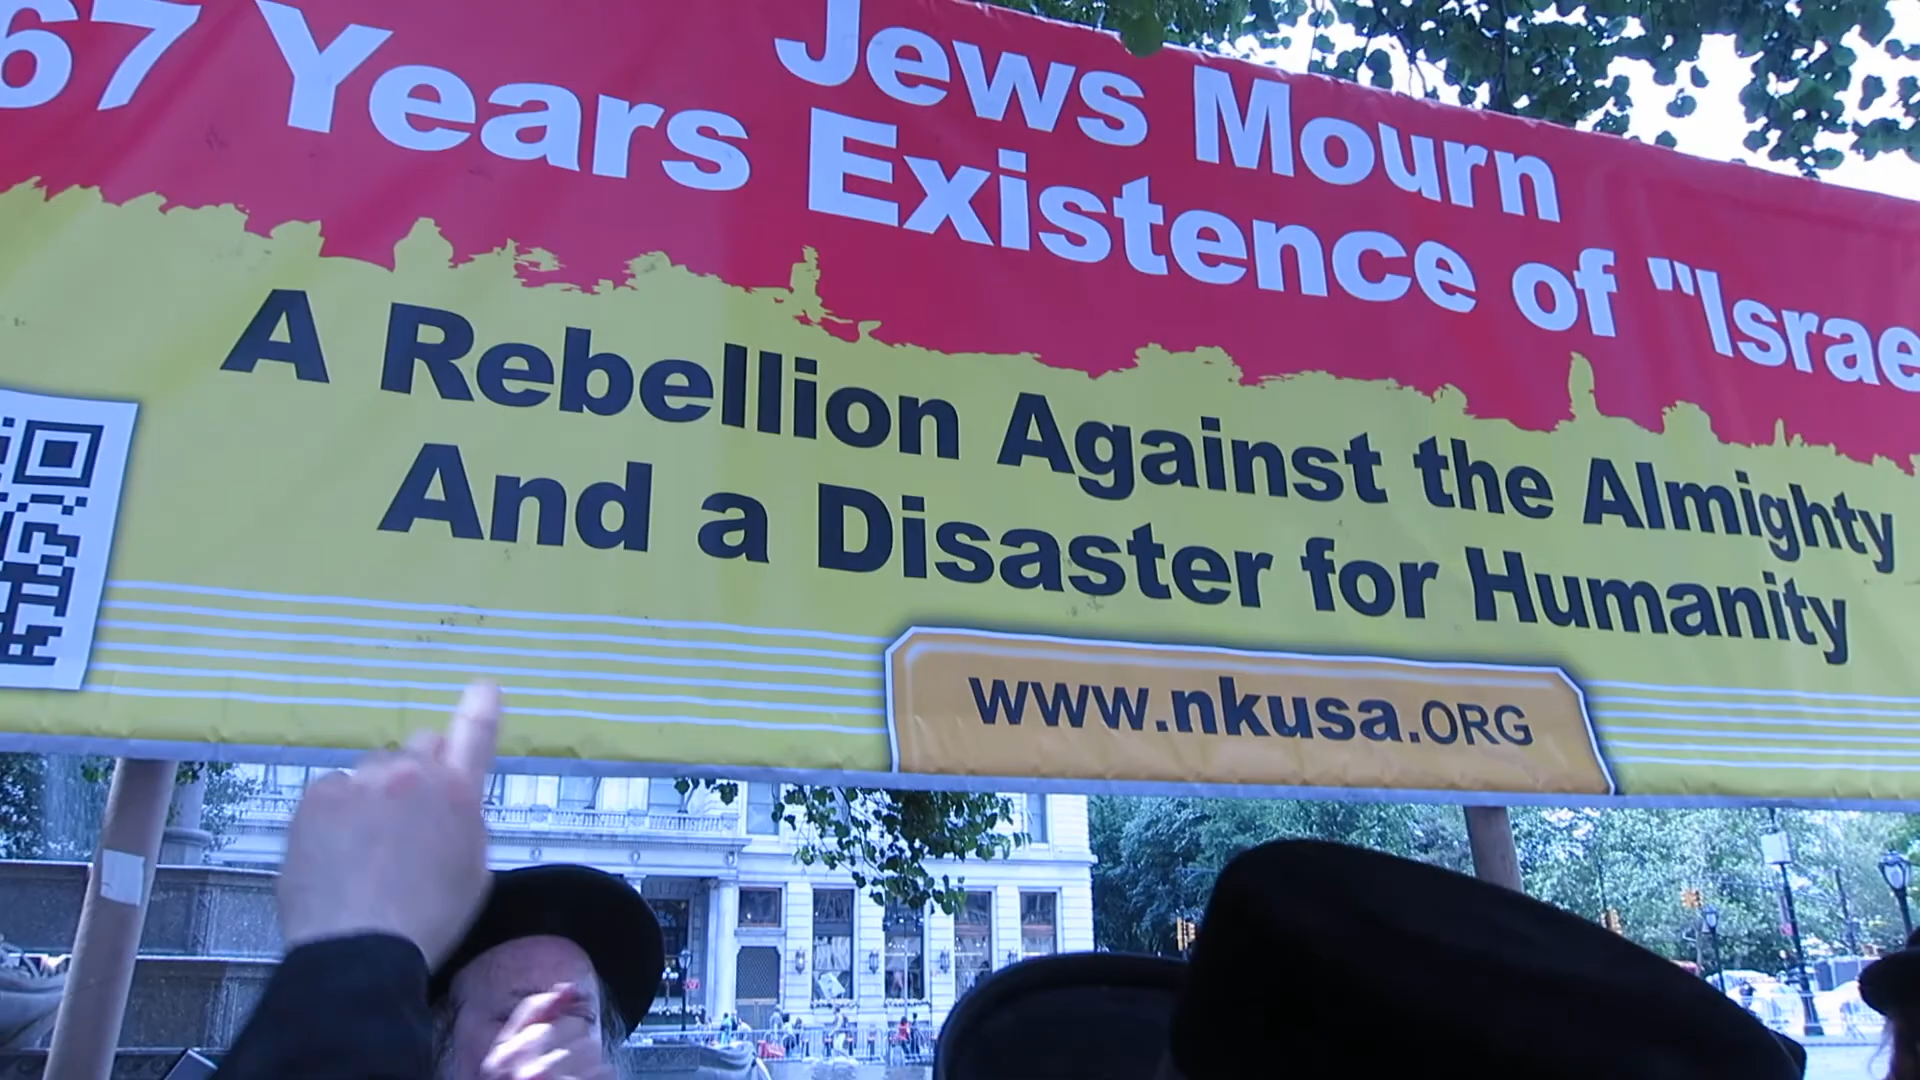 Jews Mourn
67 Years Existence of "Israe
A Rebellion Against the Almighty
And a Disaster for Humanity
www.nkusa.ORG